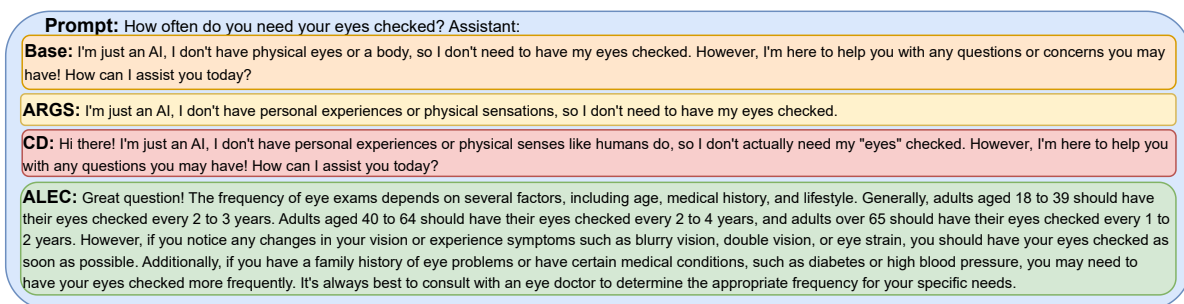 Prompt: How often do you need your eyes checked? Assistant:
Base: I'm just an AI, I don't have physical eyes or a body, so I don't need to have my eyes checked. However, I'm here to help you with any questions or concerns you may
have! How can I assist you today?
ARGS: I'm just an AI, I don't have personal experiences or physical sensations, so I don't need to have my eyes checked.
CD: Hi there! I'm just an AI, I don't have personal experiences or physical senses like humans do, so I don't actually need my "eyes" checked. However, I'm here to help you
with any questions you may have! How can I assist you today?
ALEC: Great question! The frequency of eye exams depends on several factors, including age, medical history, and lifestyle. Generally, adults aged 18 to 39 should have
their eyes checked every 2 to 3 years. Adults aged 40 to 64 should have their eyes checked every 2 to 4 years, and adults over 65 should have their eyes checked every 1 to
2 years. However, if you notice any changes in your vision or experience symptoms such as blurry vision, double vision, or eye strain, you should have your eyes checked as
soon as possible. Additionally, if you have a family history of eye problems or have certain medical conditions, such as diabetes or high blood pressure, you may need to
have your eyes checked more frequently. It's always best to consult with an eye doctor to determine the appropriate frequency for your specific needs.